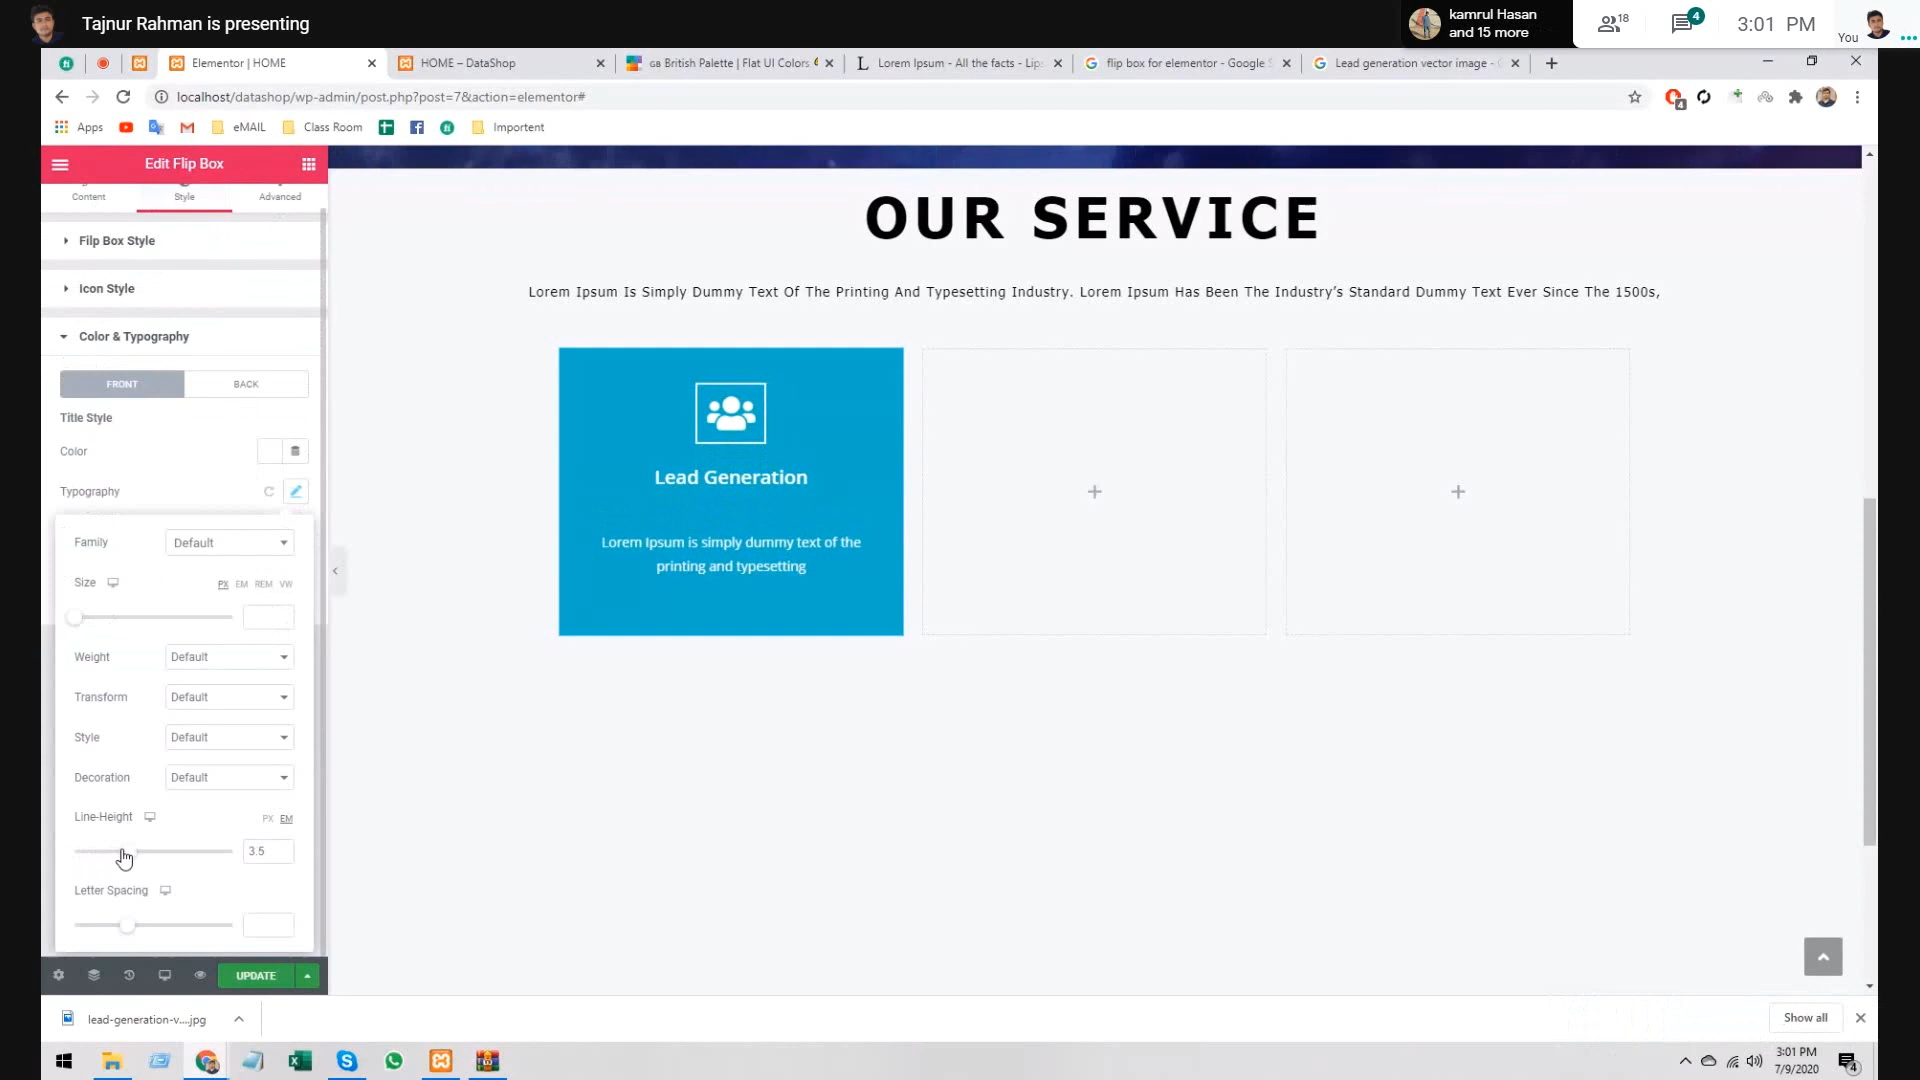 Tajnur Rahman is presenting
kamrul Hasan
and 15 more
18
4
3:01 PM
You
Elementor | HOME
HOME – DataShop
GB British Palette | Flat UI Colors
Lorem Ipsum - All the facts - Lip
flip box for elementor - Google S
Lead generation vector image -
localhost/datashop/wp-admin/post.php?post=7&action=elementor#
4
Apps
eMAIL
Class Room
Importent
Edit Flip Box
Content
Style
Advanced
Filp Box Style
Icon Style
Color & Typography
FRONT
BACK
Title Style
Color
Typography
Family
Default
Size
PX EM REM VW
Weight
Default
Transform
Default
Style
Default
Decoration
Default
Line-Height
PX EM
3.5
Letter Spacing
UPDATE
OUR SERVICE
Lorem Ipsum Is Simply Dummy Text Of The Printing And Typesetting Industry. Lorem Ipsum Has Been The Industry's Standard Dummy Text Ever Since The 1500s,
Lead Generation
Lorem Ipsum is simply dummy text of the
printing and typesetting
lead-generation-v....jpg
Show all
3:01 PM
7/9/2020
4